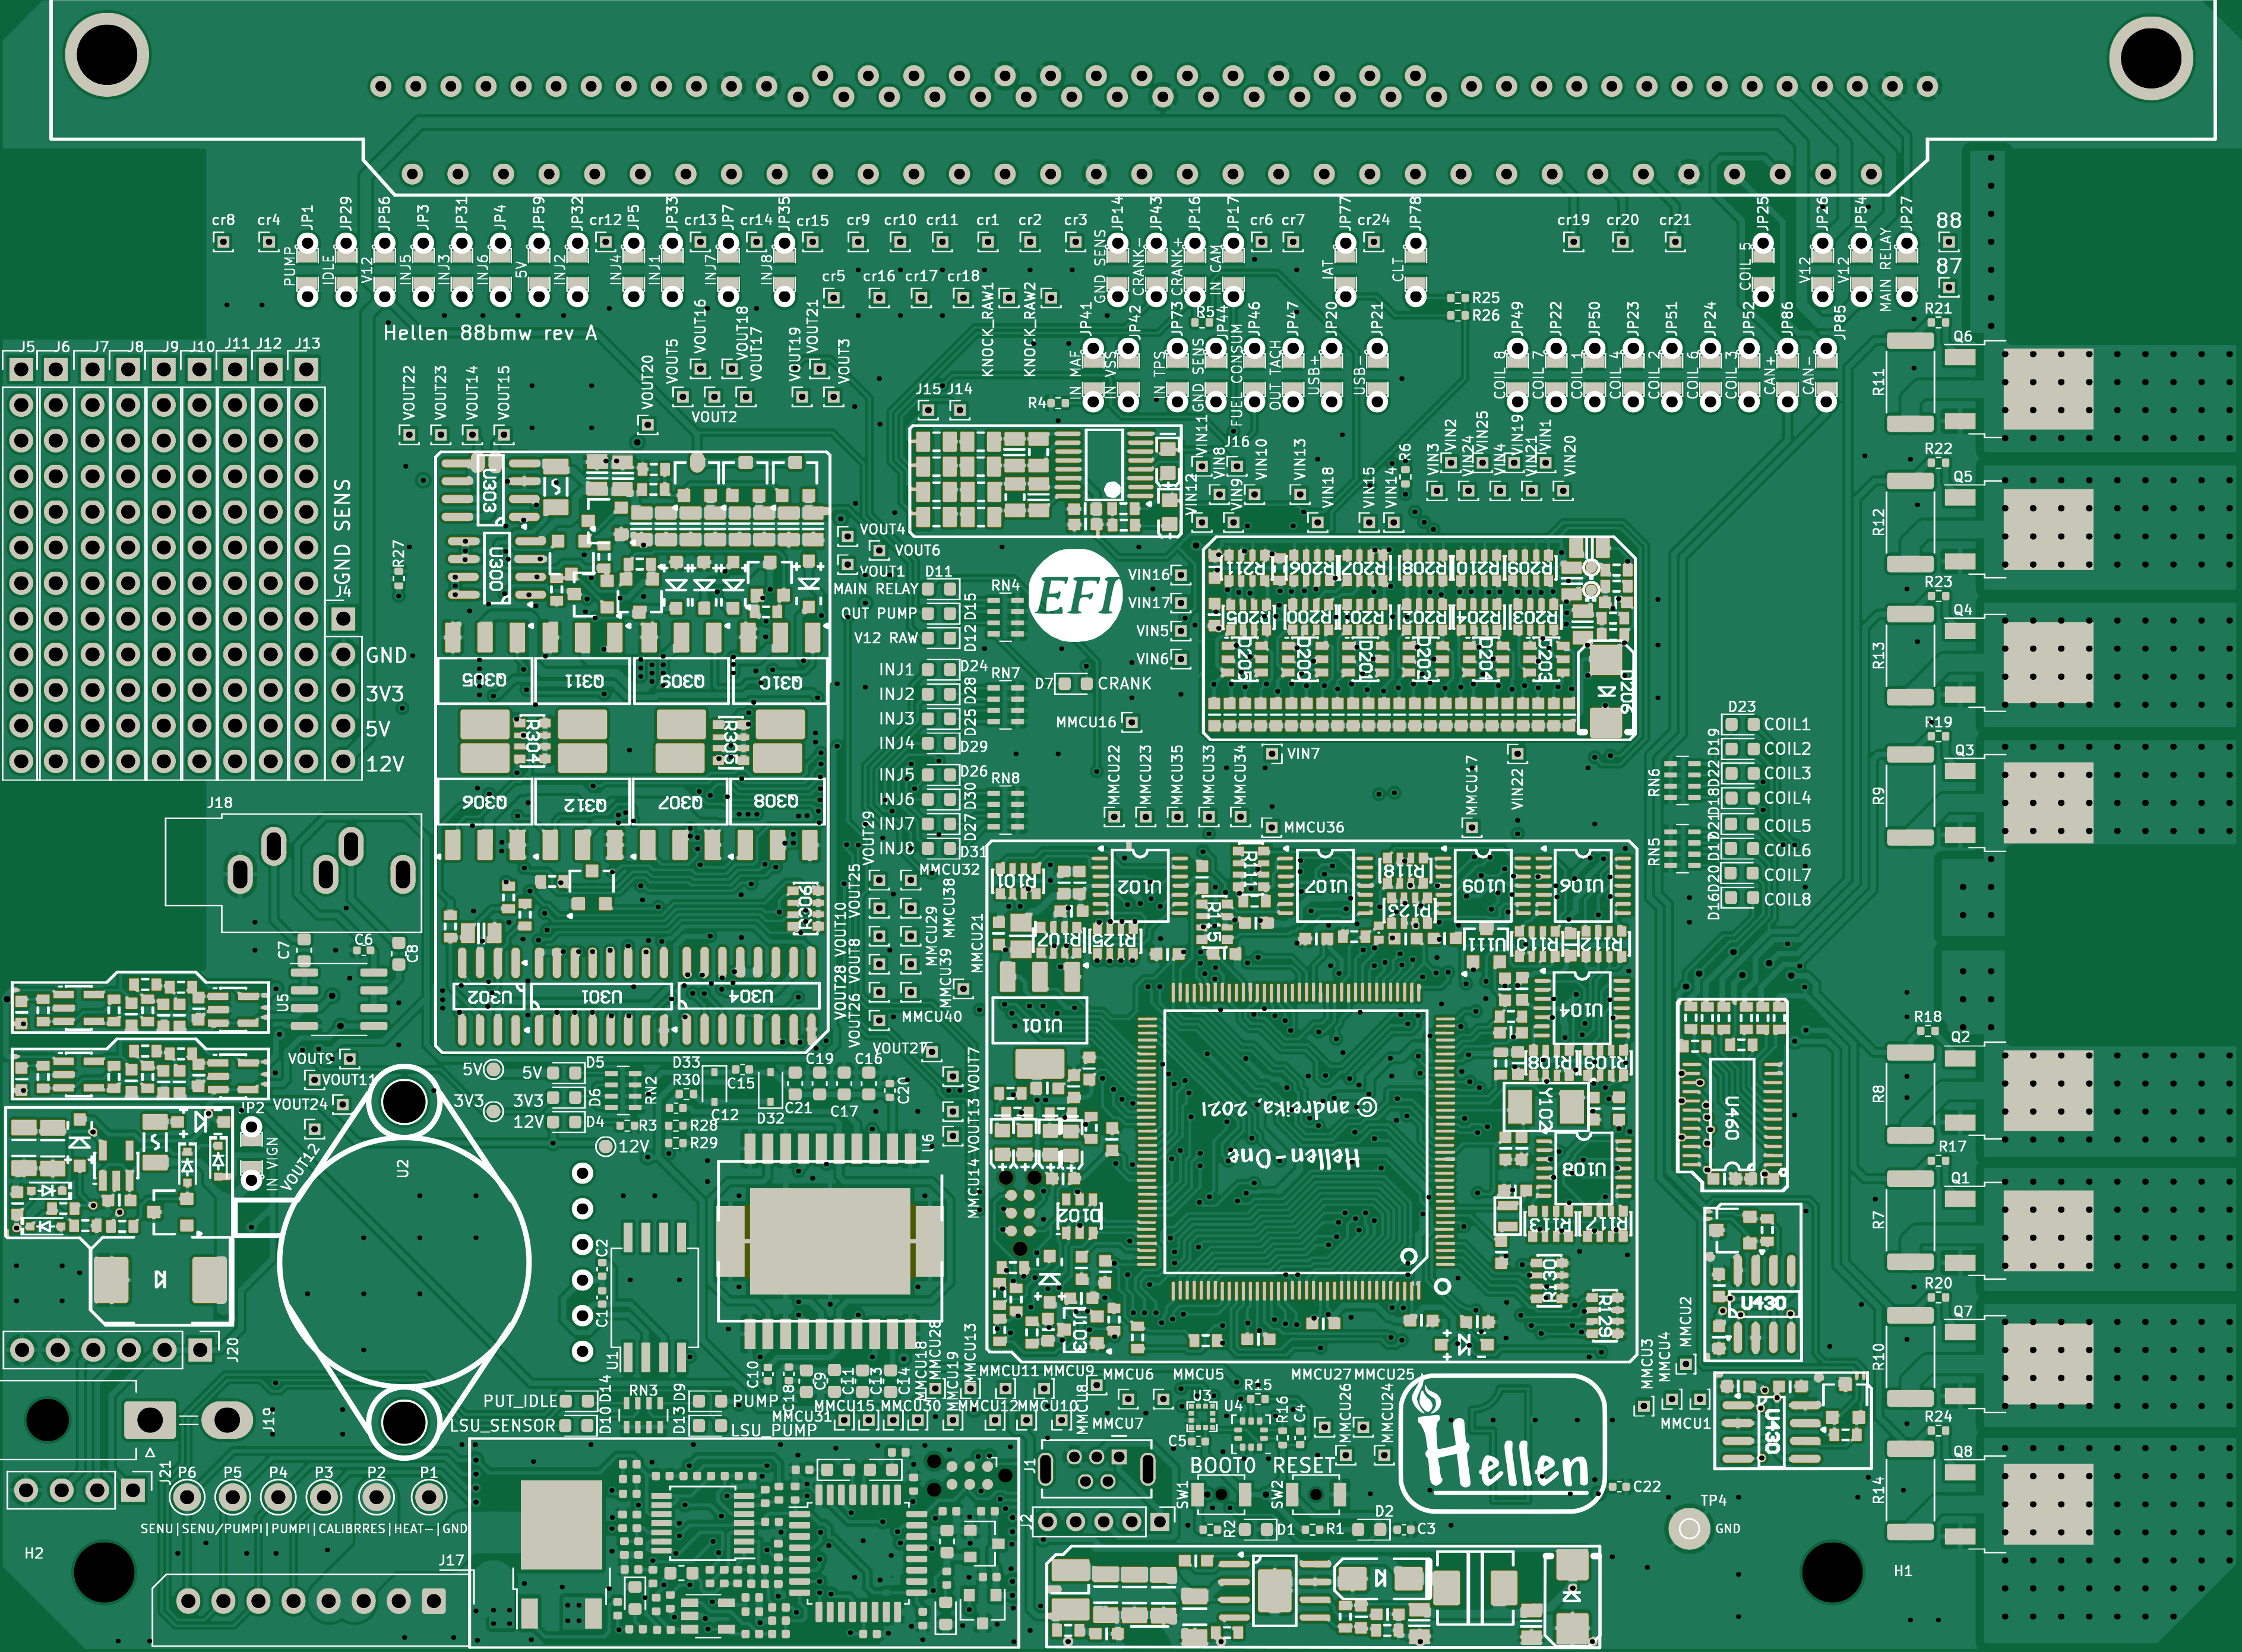 JP1 JP29 JP56 JP3 JP31 JP4 JP59 JP32 JP5 JP33 JP7 JP35 JP14 JP43 JP16 JP17 JP77 JP78 JP25 JP26 JP54 JP27
cr8 cr4 cr12 cr13 cr14 cr15 cr9 cr10 cr11 cr1 cr2 cr3 cr6 cr7 cr24 cr19 cr20 cr21 88
PUMP IDLE V12 INJ5 INJ3 INJ6 5V INJ2 INJ4 INJ1 INJ7 INJ8 GND SENS CRANK- CRANK+ IN CAM IAT CLT COIL 5 V12 V12 MAIN RELAY 87
cr5 cr16 cr17 cr18 KNOCK_RAW1 KNOCK_RAW2 R25
R26 R5 R21
Hellen 88bmw rev A
VOUT16 VOUT18 VOUT21 VOUT5 VOUT17 VOUT19 VOUT3 VOUT20 VOUT2
JP41 JP42 JP73 JP44 JP46 JP47 JP20 JP21 JP49 JP22 JP50 JP23 JP51 JP24 JP52 JP86 JP85 Q6
J5 J6 J7 J8 J9 J10 J11 J12 J13
IN MAF IN VSS IN TPS GND SENS FUEL CONSUM OUT TACH USB+ USB- COIL 8 COIL 1 COIL 4 COIL 2 COIL 6 COIL 3 CAN+ CAN- R11
VOUT22 VOUT23 VOUT14 VOUT15 J15 J14 R4
VIN11 J16 VIN8 VIN10 VIN13 R6 VIN3 VIN2 VIN24 VIN25 VIN4 VIN19 VIN21 VIN1 VIN20 R22
VIN12 VIN9 VIN18 VIN15 VIN14 Q5
GND SENS U303 R12
R27 U300 VOUT4
VOUT6
VOUT1 D11 RN4 EFI VIN16 R211 R206 R207 R208 R210 R209 R23
MAIN RELAY
J4 OUT PUMP D15 VIN17 R205 R200 R202 R204 R203 Q4
V12 RAW D12 VIN5
GND INJ1 D24 VIN6 D205 D200 D201 D202 D204 D203 R13
3V3 Q305 Q311 Q309 Q310 INJ2 D28 RN7 D7 CRANK
5V R304 R305 INJ3 D25 MMCU16 D23 COIL1 R19
INJ4 D29 VIN7 D19 COIL2 Q3
12V INJ5 D26 RN8 MMCU22 MMCU23 MMCU35 MMCU33 MMCU34 MMCU17 VIN22 RN6 D22 COIL3
J18 Q306 Q312 Q307 Q308 INJ6 D30 D18 COIL4 R9
INJ7 D27 MMCU36 D21 COIL5
VOUT29 INJ8 D31 RN5 D17 COIL6
MMCU32 D20 COIL7
VOUT25 MMCU38 R101 U102 R111 U107 R118 U109 U106 D16 COIL8
VOUT10 MMCU29 MMCU21 R115 R123
C7 C6 C8 VOUT8 MMCU39 R107 R125 U111 R112
U5 U302 U301 U304 VOUT28 VOUT26 MMCU40 U101 U104 R18
VOUT9 VOUT27 Q2
VOUT11 5V 5V D5 D33 C19 C16 VOUT7 R108 R109
VOUT24 3V3 3V3 D6 RN2 R30 C15 C21 C17 C20 R8
JP2 12V D4 R3 R28 C12 D32 VOUT13 © andreika, 2021 Y102 U460
12V R29
VOUT12 IN VIGN U2 MMCU14 Hellen-One U108 R17
Q1
D102 R113 R117 R7
C2 C1 U1 R130 R20
J20 U103 R129 U430 Q7
MMCU18 MMCU28 MMCU19 MMCU13 MMCU2 R10
C10 C18 C9 C11 C13 C14 MMCU11 MMCU9 MMCU6 MMCU5 MMCU27 MMCU25 MMCU3 MMCU4
PUT_IDLE D14 RN3 D9 PUMP MMCU15 MMCU12 MMCU8 U3 R15
LSU_SENSOR D10 D13 LSU_PUMP MMCU31 MMCU30 MMCU10 MMCU7 U4 R16 C4 MMCU26 MMCU24 MMCU1 R24
J19 C5 Hellen U430 Q8
J21 P6 P5 P4 P3 P2 P1 J1 BOOT0 RESET
SW1 SW2 C22 R14
SENU|SENU/PUMPI|PUMPI|CALIBRRES|HEAT-|GND J2 R2 D1 R1 D2 C3 TP4 GND
H2 J17 H1